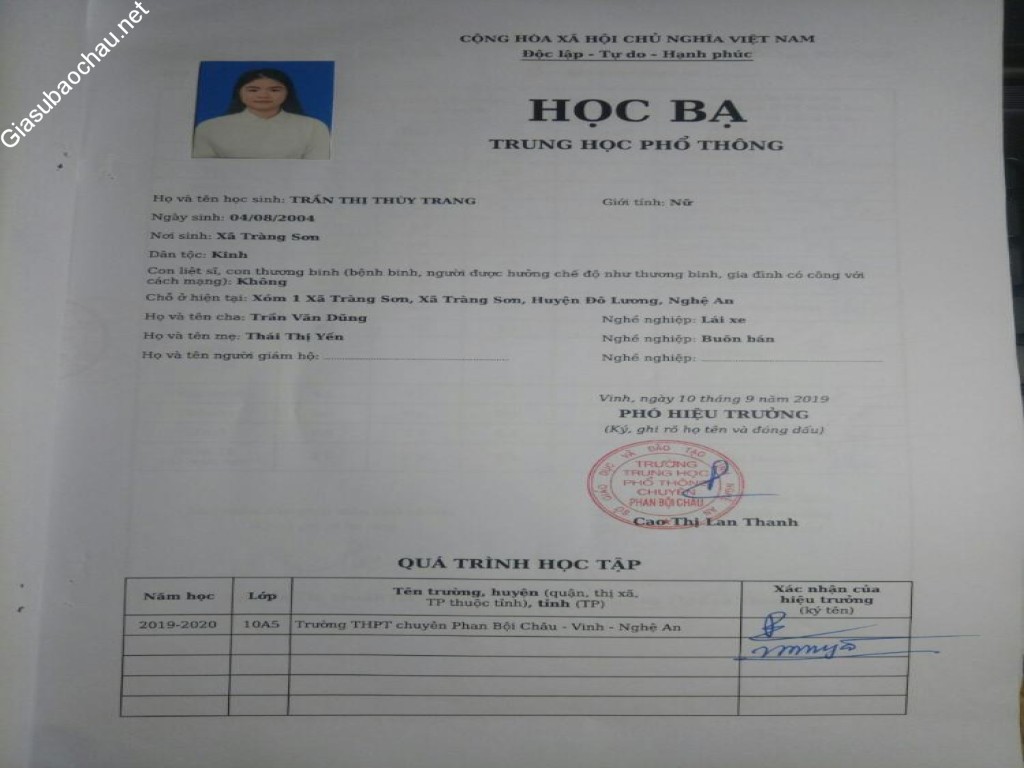 Giasubaochau.net
CỘNG HÒA XÃ HỘI CHỦ NGHĨA VIỆT NAM
Độc lập - Tự do - Hạnh phúc
HỌC BẠ
TRUNG HỌC PHỔ THÔNG
Họ và tên học sinh: TRẦN THỊ THÙY TRANG Giới tính: Nữ
Ngày sinh: 04/08/2004
Nơi sinh: Xã Tràng Sơn
Dân tộc: Kinh
Con liệt sĩ, con thương binh (bệnh binh, người được hưởng chế độ như thương binh, gia đình có công với
cách mạng): Không
Chỗ ở hiện tại: Xóm 1 Xã Tràng Sơn, Xã Tràng Sơn, Huyện Đô Lương, Nghệ An
Họ và tên cha: Trần Văn Dũng Nghề nghiệp: Lái xe
Họ và tên mẹ: Thái Thị Yến Nghề nghiệp: Buôn bán
Họ và tên người giám hộ: Nghề nghiệp:
Vinh, ngày 10 tháng 9 năm 2019
PHÓ HIỆU TRƯỞNG
(Ký, ghi rõ họ tên và đóng dấu)
TRƯỜNG
TRUNG HỌC
PHỔ THÔNG
CHUYÊN
PHAN BỘI CHÂU
Cao Thị Lan Thanh
QUÁ TRÌNH HỌC TẬP
Năm học Lớp Tên trường, huyện (quận, thị xã, TP thuộc tỉnh), tỉnh (TP) Xác nhận của hiệu trưởng (ký tên)
2019-2020 10A5 Trường THPT chuyên Phan Bội Châu - Vinh - Nghệ An